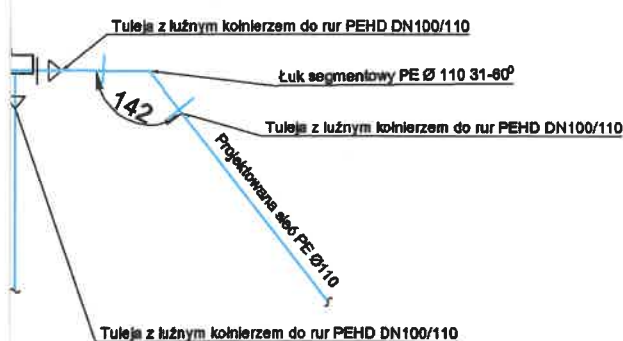 Tuleja z luźnym kołnierzem do rur PEHD DN100/110
Łuk segmentowy PE Ø 110 31-60⁰
142
Tuleja z luźnym kołnierzem do rur PEHD DN100/110
Projektowana sieć PE Ø110
Tuleja z luźnym kołnierzem do rur PEHD DN100/110